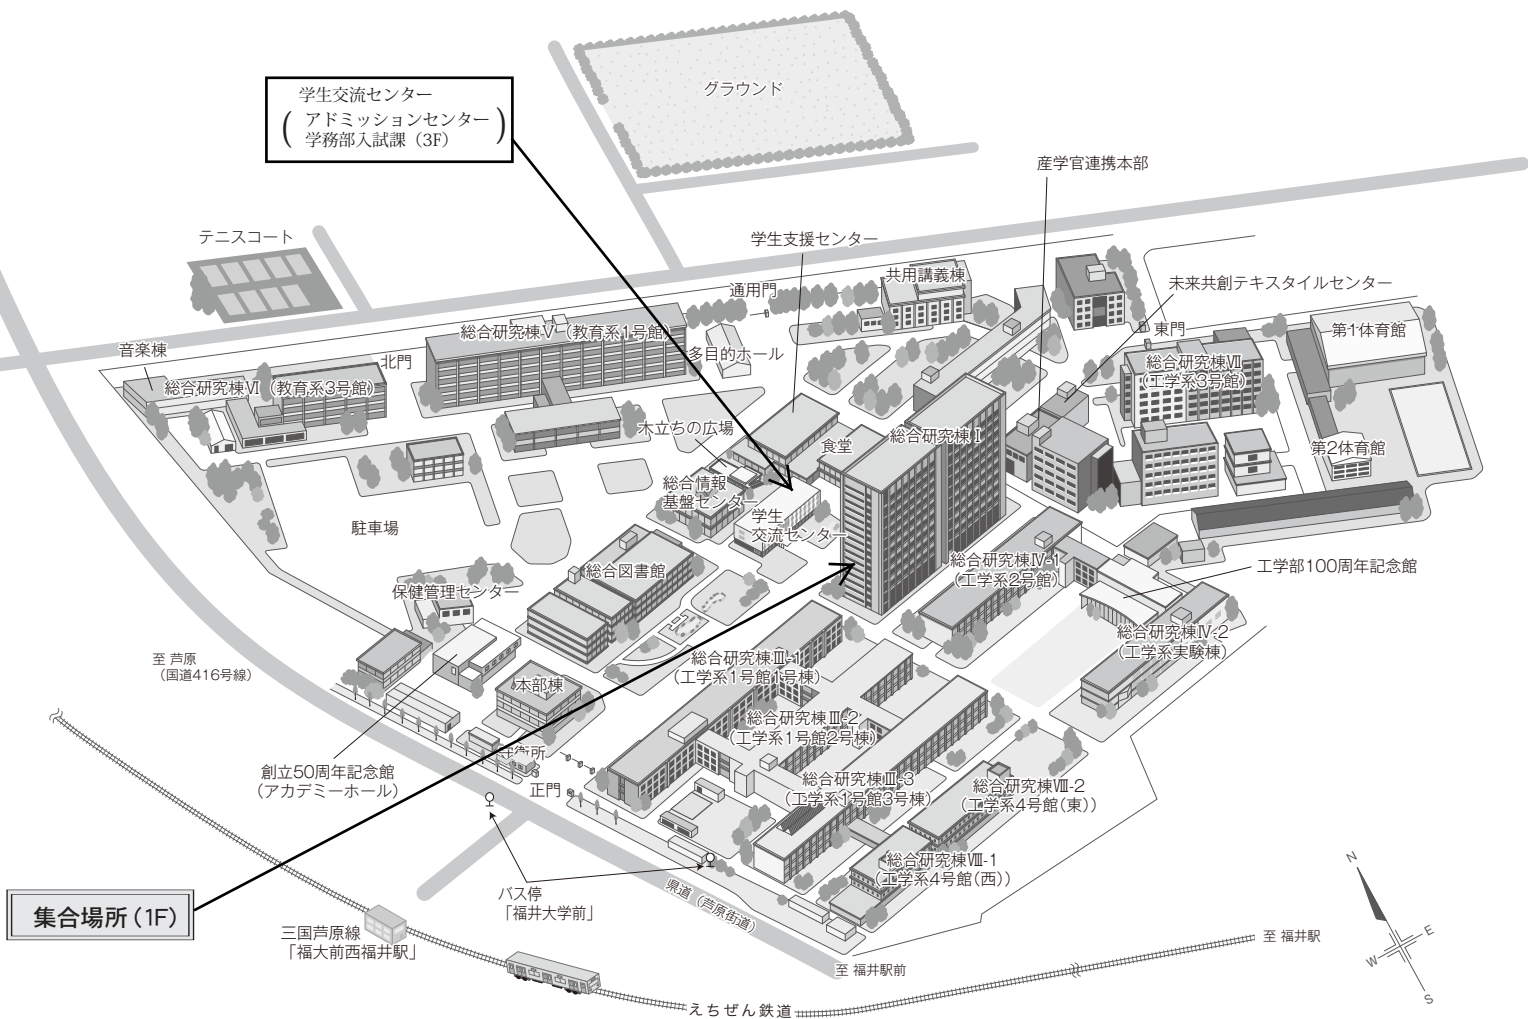 グラウンド
学生交流センター
(アドミッションセンター
学務部入試課（3F）)
産学官連携本部
テニスコート
学生支援センター
共用講義棟
通用門
未来共創テキスタイルセンター
東門
第1体育館
総合研究棟Ⅴ（教育系1号館）
音楽棟
北門
多目的ホール
総合研究棟Ⅵ（教育系3号館）
総合研究棟Ⅶ
（工学系3号館）
木立ちの広場
食堂
総合研究棟Ⅰ
第2体育館
総合情報
基盤センター
学生
交流センター
駐車場
総合図書館
総合研究棟Ⅳ-1
（工学系2号館）
工学部100周年記念館
保健管理センター
総合研究棟Ⅳ-2
（工学系実験棟）
至 芦原
（国道416号線）
総合研究棟Ⅲ-1
（工学系1号館1号棟）
本部棟
総合研究棟Ⅲ-2
（工学系1号館2号棟）
守衛所
創立50周年記念館
（アカデミーホール）
正門
総合研究棟Ⅲ-3
（工学系1号館3号棟）
総合研究棟Ⅷ-2
（工学系4号館（東））
総合研究棟Ⅷ-1
（工学系4号館（西））
バス停
「福井大学前」
県道（芦原街道）
集合場所（1F）
三国芦原線
「福大前西福井駅」
至 福井駅前
至 福井駅
えちぜん鉄道
N
E
W
S